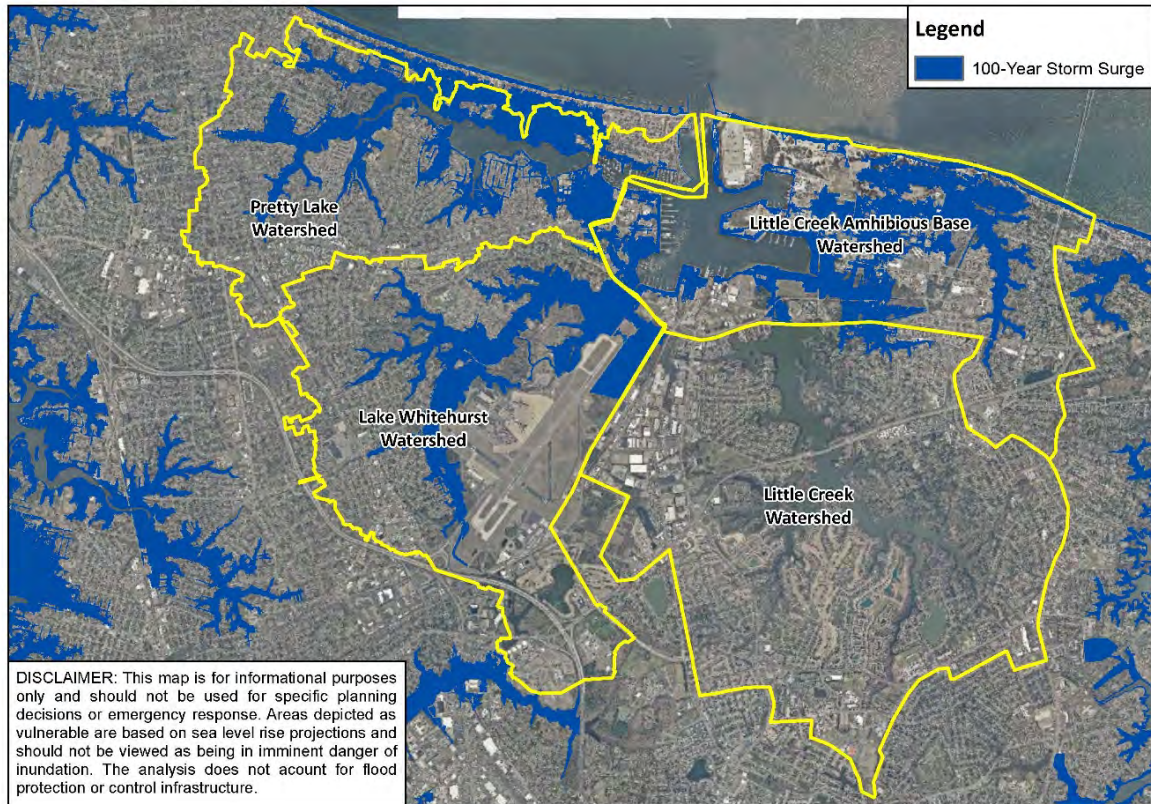 Legend
100-Year Storm Surge
Pretty Lake
Watershed
Little Creek Amhibious Base
Watershed
Lake Whitehurst
Watershed
Little Creek
Watershed
DISCLAIMER: This map is for informational purposes
only and should not be used for specific planning
decisions or emergency response. Areas depicted as
vulnerable are based on sea level rise projections and
should not be viewed as being in imminent danger of
inundation. The analysis does not acount for flood
protection or control infrastructure.